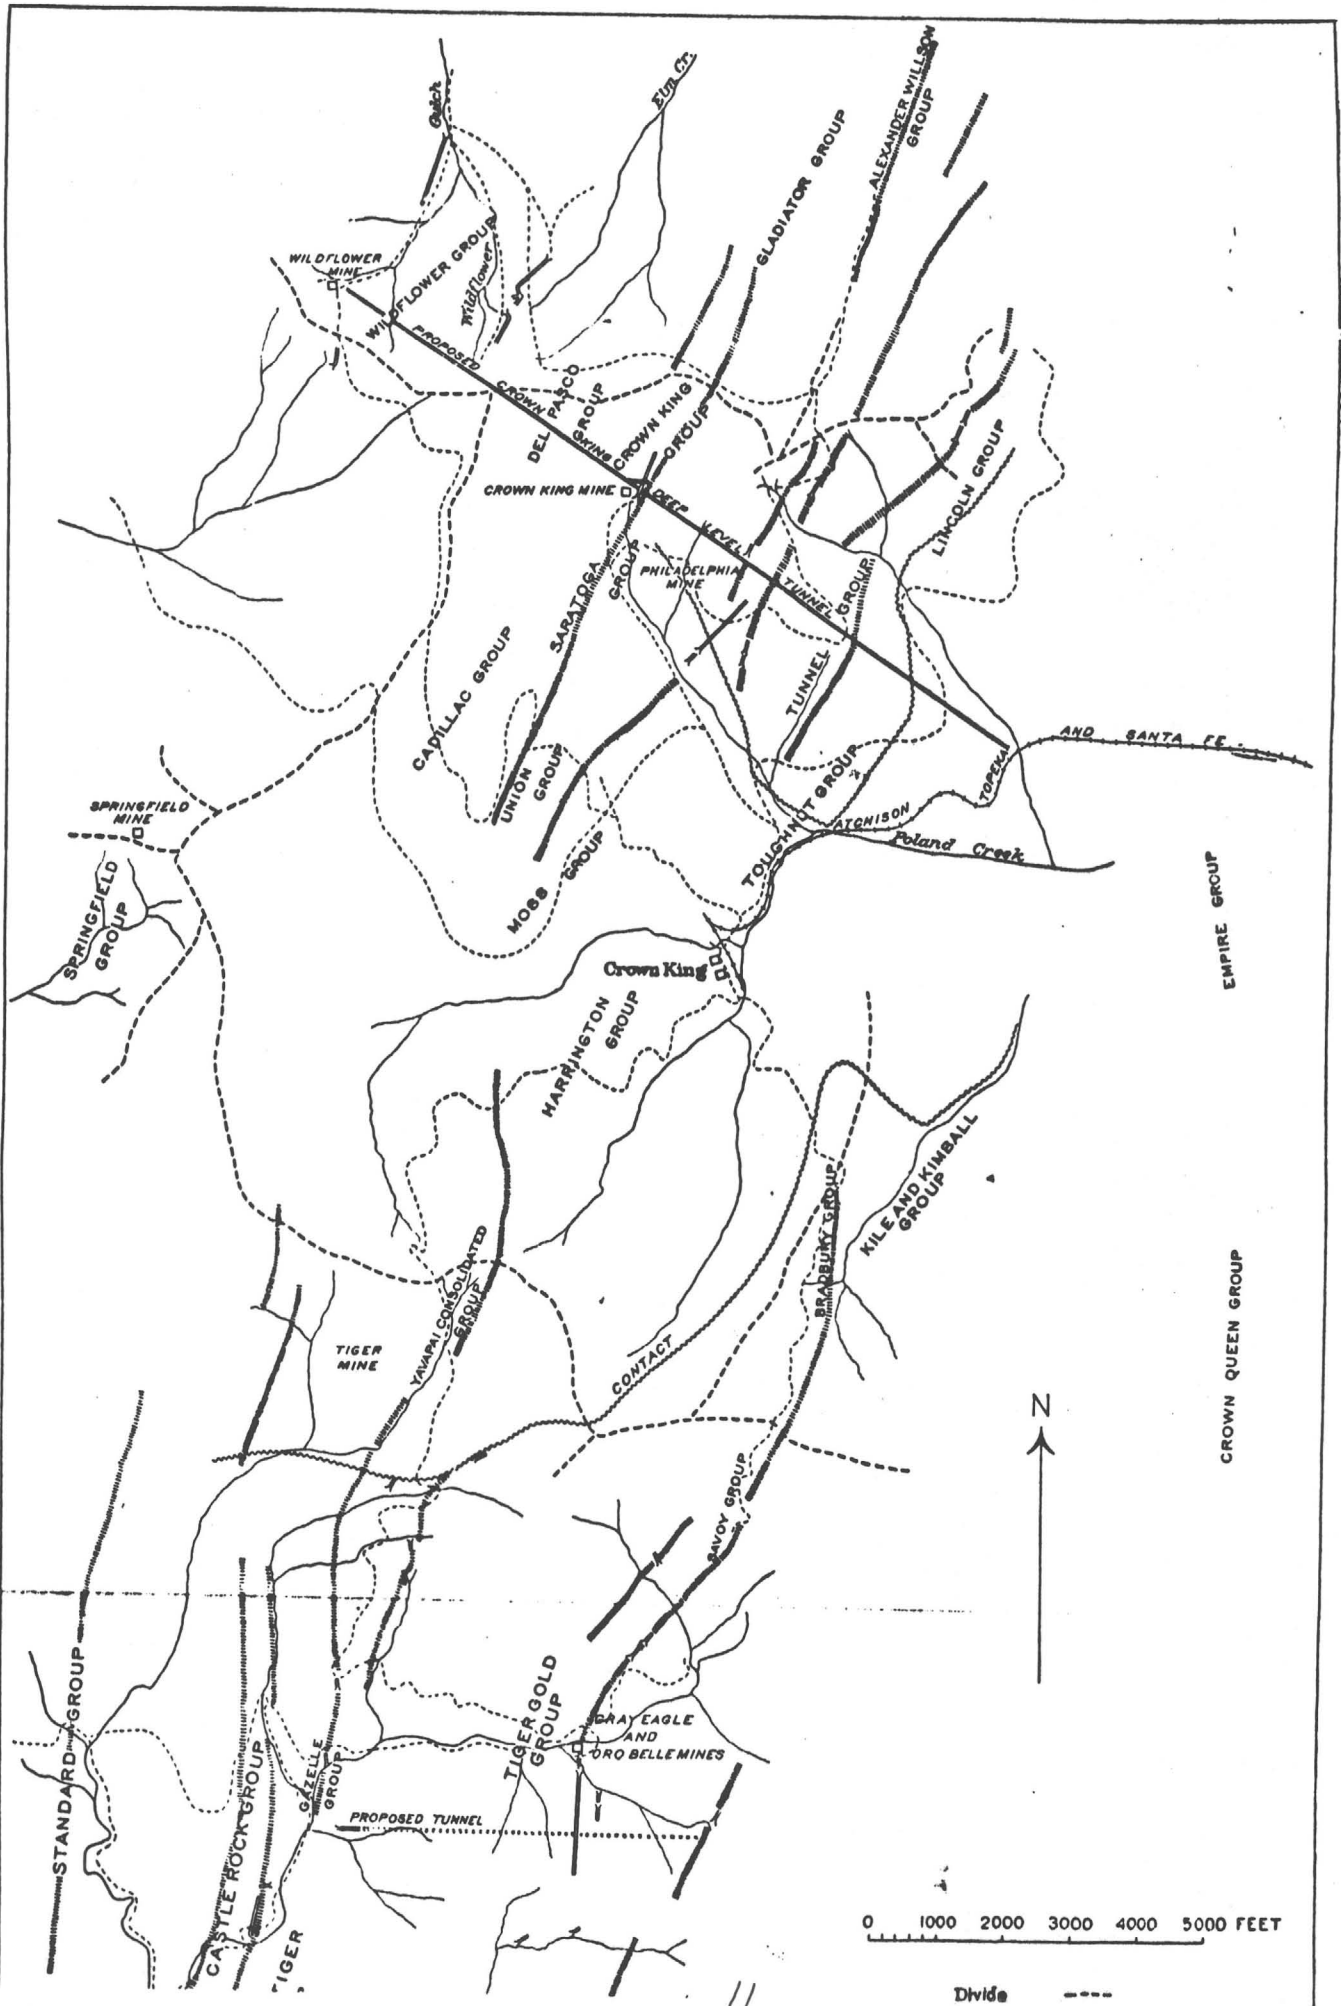 Gulch
Elm Cr.
ALEXANDER WILLSON
GROUP
GLADIATOR GROUP
WILDFLOWER
MINE
WILDFLOWER GROUP
Wildflower
PROPOSED CROWN KING DEEP LEVEL TUNNEL
DEL PASCO
GROUP
CROWN KING
GROUP
CROWN KING MINE
LINCOLN GROUP
PHILADELPHIA
MINE
SARATOGA
GROUP
TUNNEL GROUP
CADILLAC GROUP
UNION
GROUP
TOUGHNUT GROUP
ATCHISON TOPEKA AND SANTA FE
Poland Creek
SPRINGFIELD
MINE
SPRINGFIELD
GROUP
MOBB GROUP
EMPIRE GROUP
Crown King
HARRINGTON
GROUP
KILE AND KIMBALL
GROUP
BRADBURY GROUP
YAVAPAI CONSOLIDATED
GROUP
TIGER
MINE
CONTACT
CROWN QUEEN GROUP
N
SAVOY GROUP
STANDARD GROUP
TIGER GOLD
GROUP
GRAY EAGLE
AND
ORO BELLE MINES
GAZELLE
GROUP
CASTLE ROCK GROUP
PROPOSED TUNNEL
TIGER
0 1000 2000 3000 4000 5000 FEET
Divide